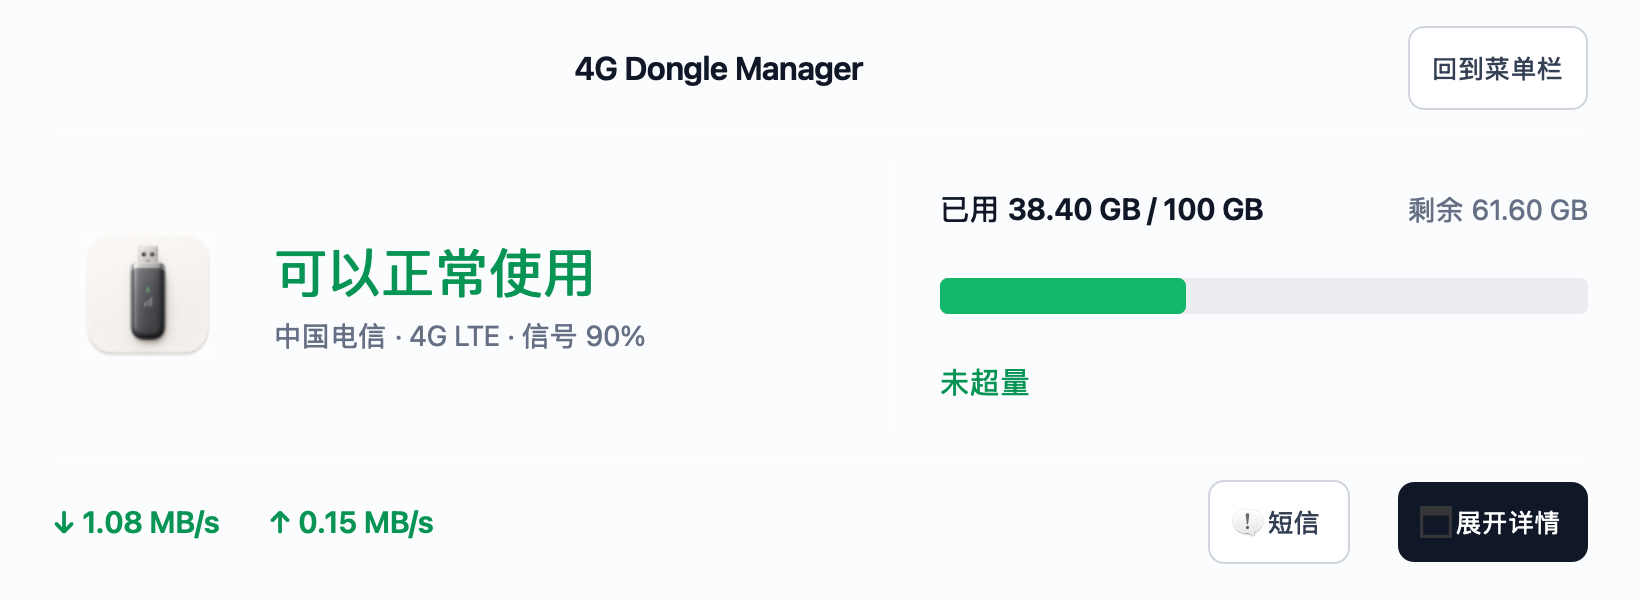 4G Dongle Manager
回到菜单栏
可以正常使用
中国电信 · 4G LTE · 信号 90%
已用 38.40 GB / 100 GB
剩余 61.60 GB
未超量
↓ 1.08 MB/s
↑ 0.15 MB/s
短信
展开详情